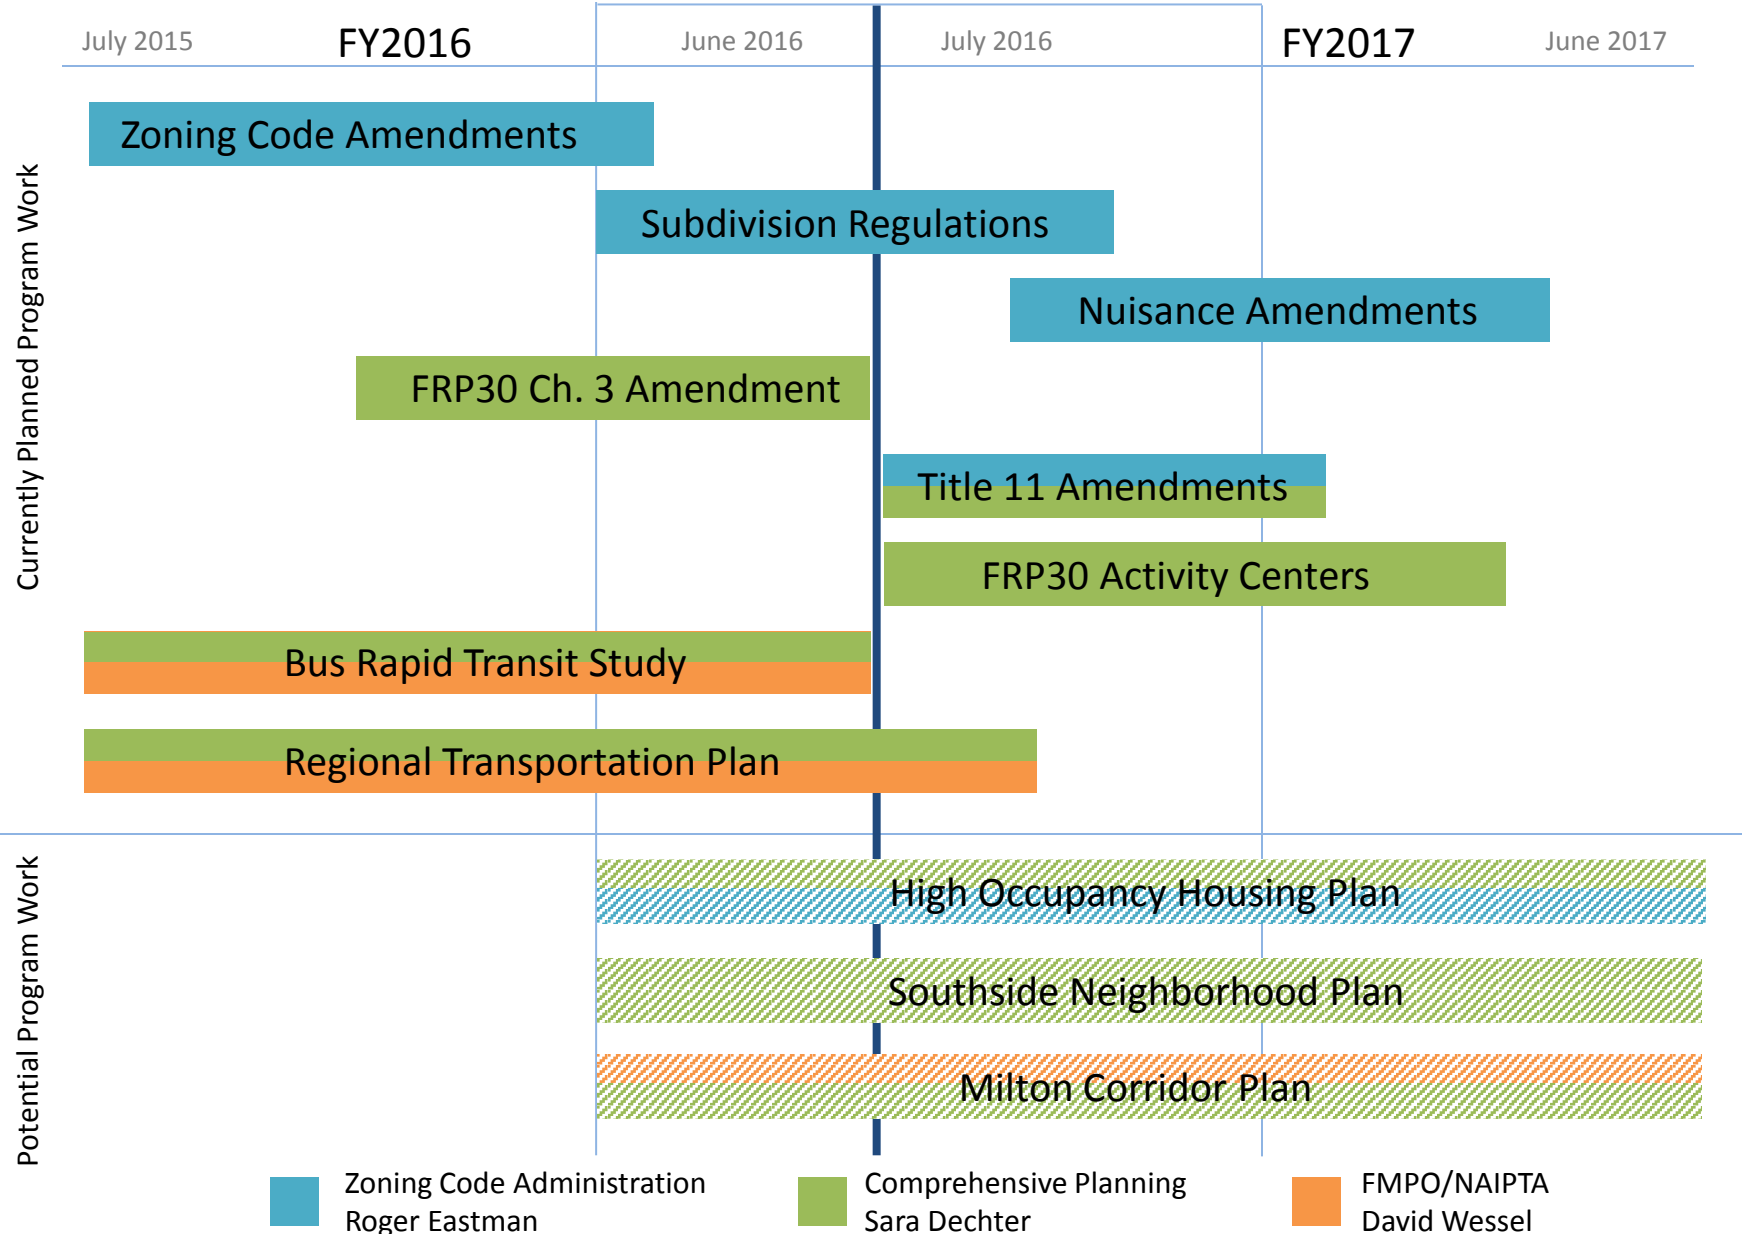 July 2015
FY2016
June 2016
July 2016
FY2017
June 2017
Currently Planned Program Work
Zoning Code Amendments
Subdivision Regulations
Nuisance Amendments
FRP30 Ch. 3 Amendment
Title 11 Amendments
FRP30 Activity Centers
Bus Rapid Transit Study
Regional Transportation Plan
Potential Program Work
High Occupancy Housing Plan
Southside Neighborhood Plan
Milton Corridor Plan
Zoning Code Administration
Roger Eastman
Comprehensive Planning
Sara Dechter
FMPO/NAIPTA
David Wessel